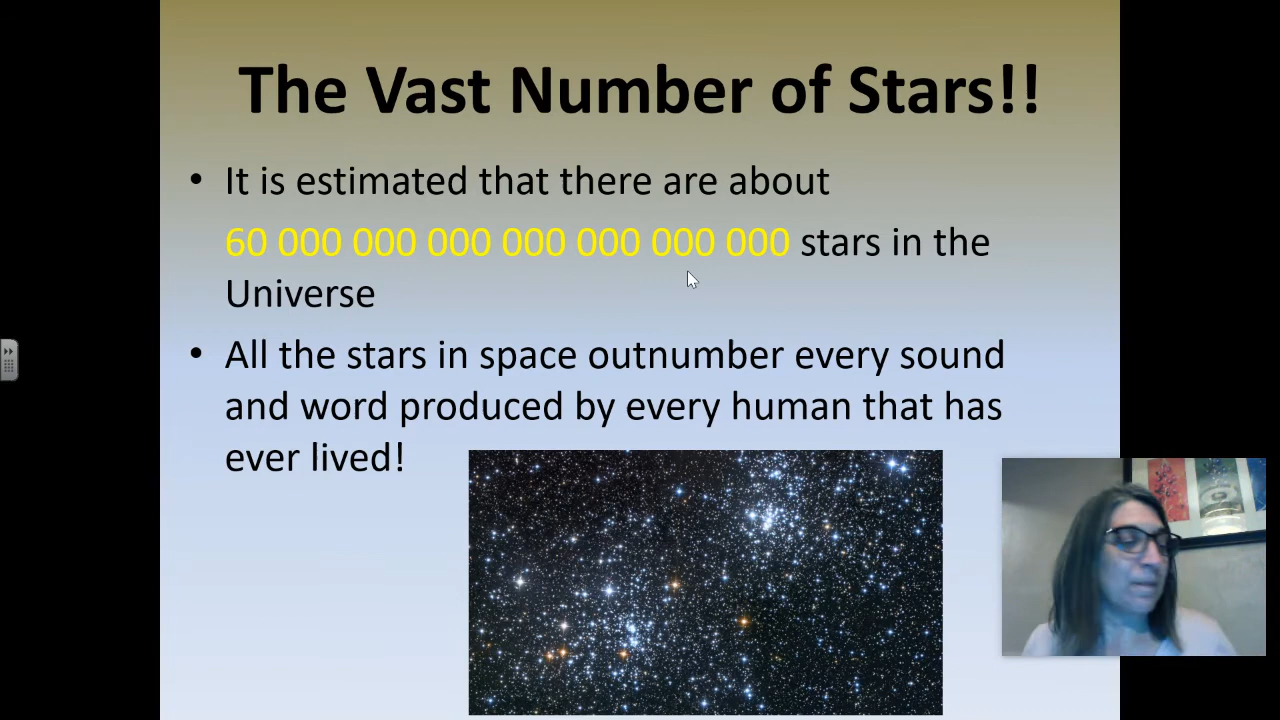 The Vast Number of Stars!!
• It is estimated that there are about
60 000 000 000 000 000 000 000 stars in the
Universe
• All the stars in space outnumber every sound
and word produced by every human that has
ever lived!